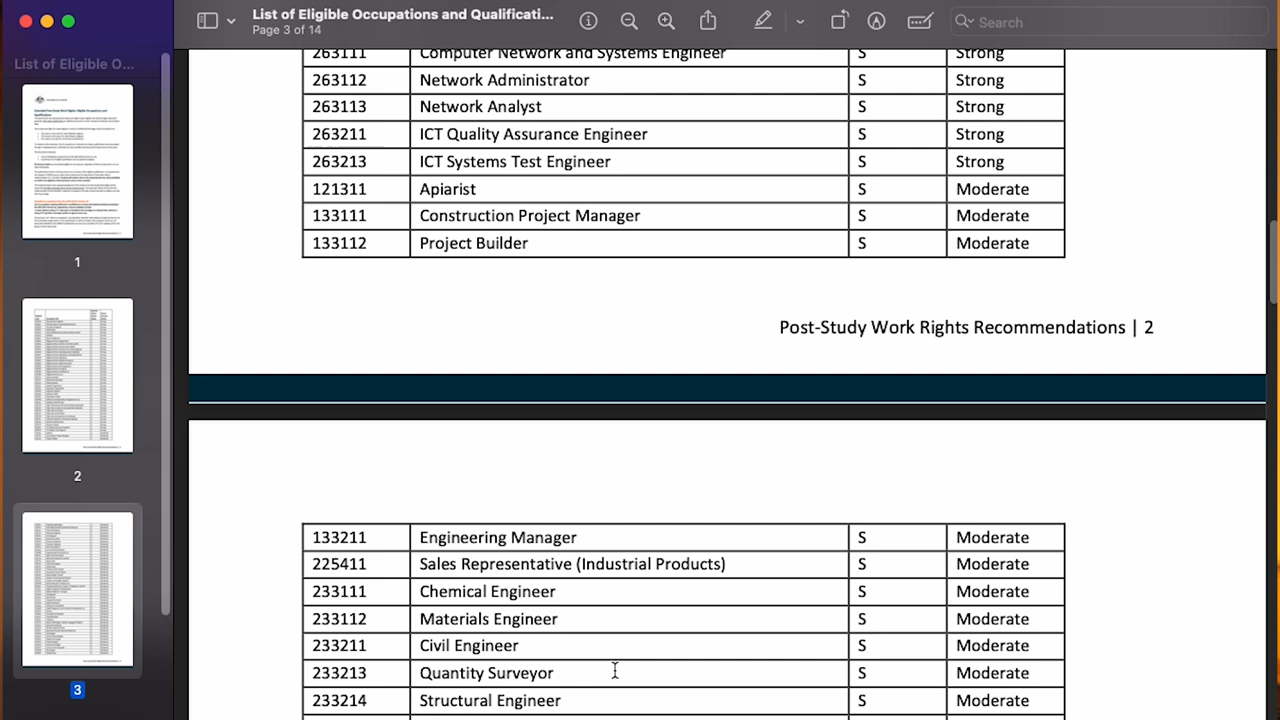 List of Eligible Occupations and Qualificati...
Page 3 of 14
Search
List of Eligible O...
1
2
3
263111 Computer Network and Systems Engineer S Strong
263112 Network Administrator S Strong
263113 Network Analyst S Strong
263211 ICT Quality Assurance Engineer S Strong
263213 ICT Systems Test Engineer S Strong
121311 Apiarist S Moderate
133111 Construction Project Manager S Moderate
133112 Project Builder S Moderate
Post-Study Work Rights Recommendations | 2
133211 Engineering Manager S Moderate
225411 Sales Representative (Industrial Products) S Moderate
233111 Chemical Engineer S Moderate
233112 Materials Engineer S Moderate
233211 Civil Engineer S Moderate
233213 Quantity Surveyor S Moderate
233214 Structural Engineer S Moderate